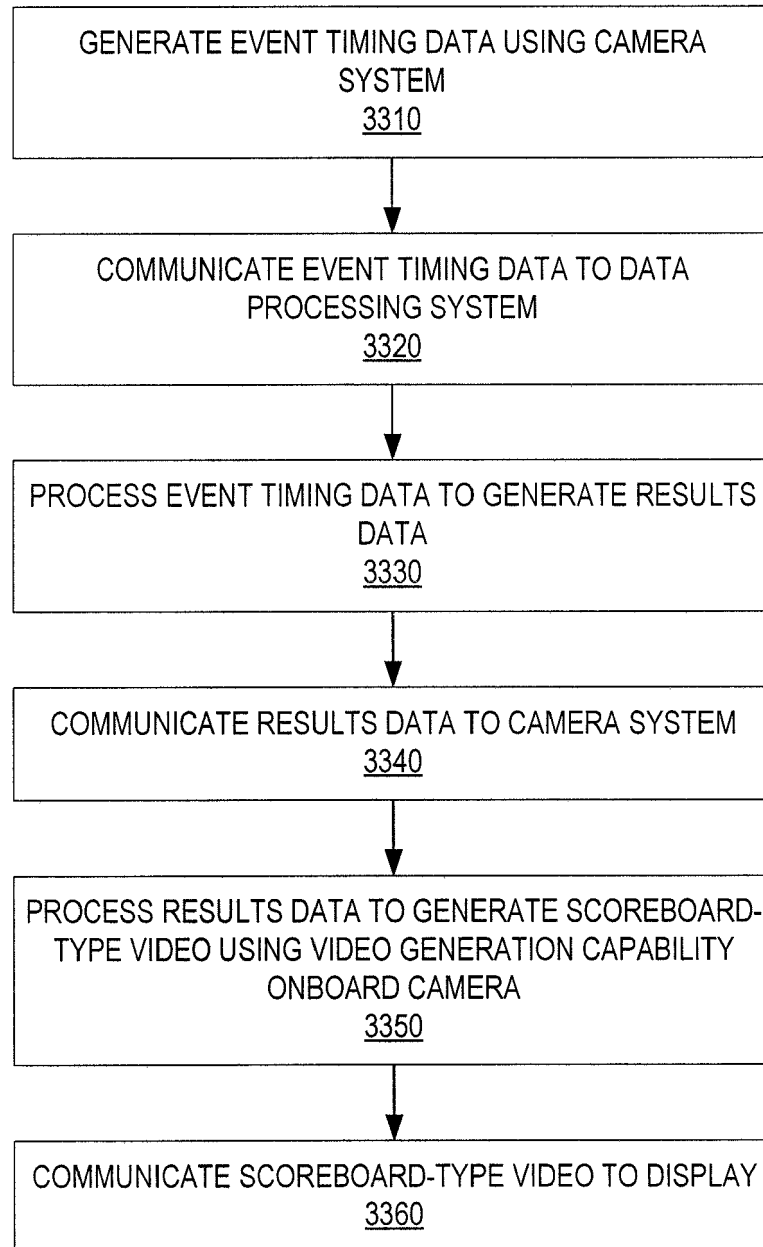 GENERATE EVENT TIMING DATA USING CAMERA
SYSTEM
3310
COMMUNICATE EVENT TIMING DATA TO DATA
PROCESSING SYSTEM
3320
PROCESS EVENT TIMING DATA TO GENERATE RESULTS
DATA
3330
COMMUNICATE RESULTS DATA TO CAMERA SYSTEM
3340
PROCESS RESULTS DATA TO GENERATE SCOREBOARD-
TYPE VIDEO USING VIDEO GENERATION CAPABILITY
ONBOARD CAMERA
3350
COMMUNICATE SCOREBOARD-TYPE VIDEO TO DISPLAY
3360